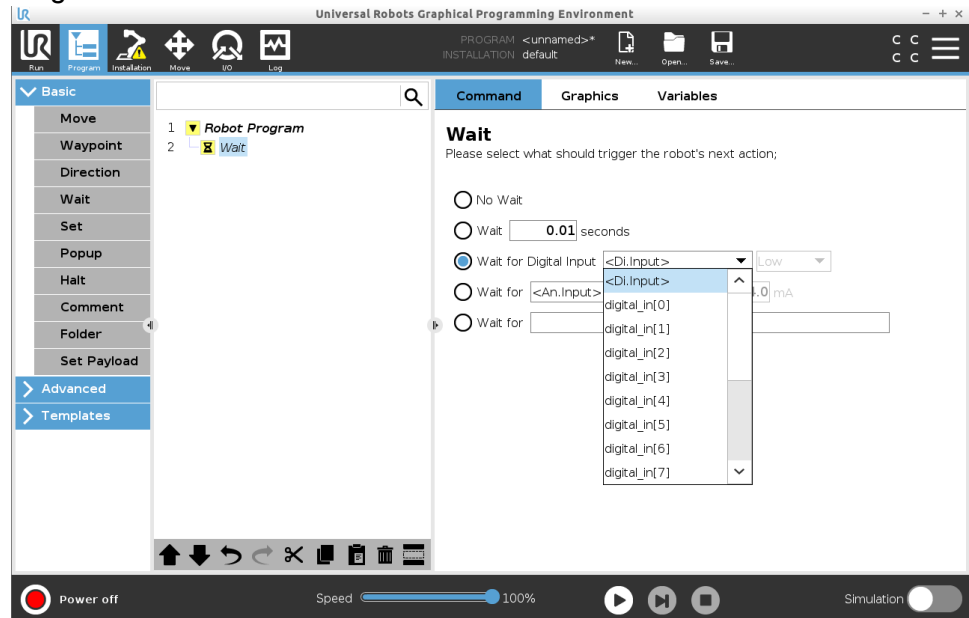 Universal Robots Graphical Programming Environment
PROGRAM <unnamed>*
INSTALLATION default
Run Program Installation Move I/O Log New... Open... Save...
C C
C C
Basic
Move
Waypoint
Direction
Wait
Set
Popup
Halt
Comment
Folder
Set Payload
Advanced
Templates
1 Robot Program
2 Wait
Command Graphics Variables
Wait
Please select what should trigger the robot's next action;
No Wait
Wait 0.01 seconds
Wait for Digital Input <Di.Input> Low
Wait for <An.Input> .0 mA
Wait for
<Di.Input>
digital_in[0]
digital_in[1]
digital_in[2]
digital_in[3]
digital_in[4]
digital_in[5]
digital_in[6]
digital_in[7]
Power off Speed 100% Simulation